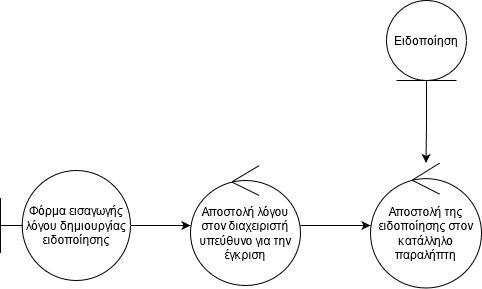 Ειδοποίηση
Φόρμα εισαγωγής
λόγου δημιουργίας
ειδοποίησης
Αποστολή λόγου
στον διαχειριστή
υπεύθυνο για την
έγκριση
Αποστολή της
ειδοποίησης στον
κατάλληλο
παραλήπτη